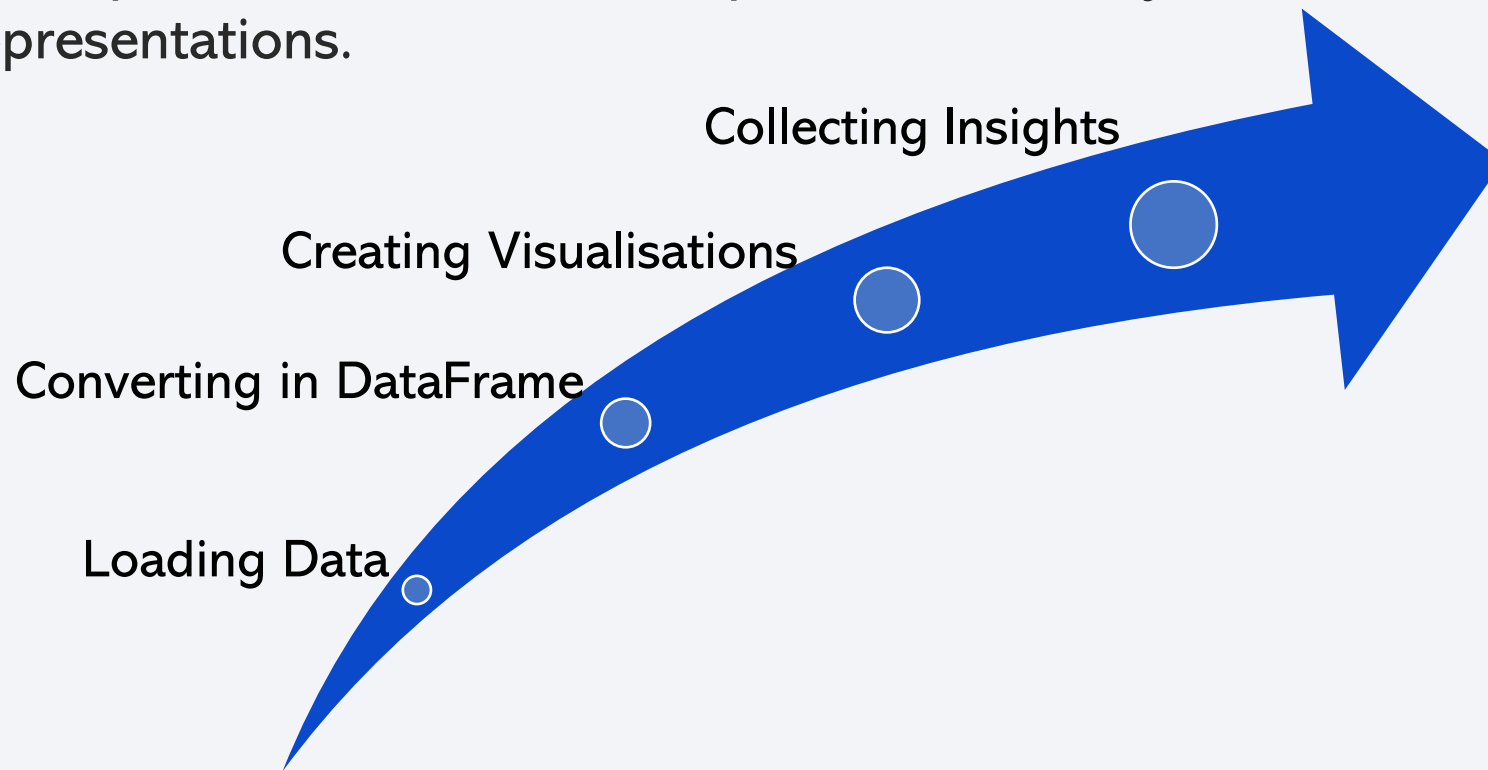 presentations.
Collecting Insights
Creating Visualisations
Converting in DataFrame
Loading Data